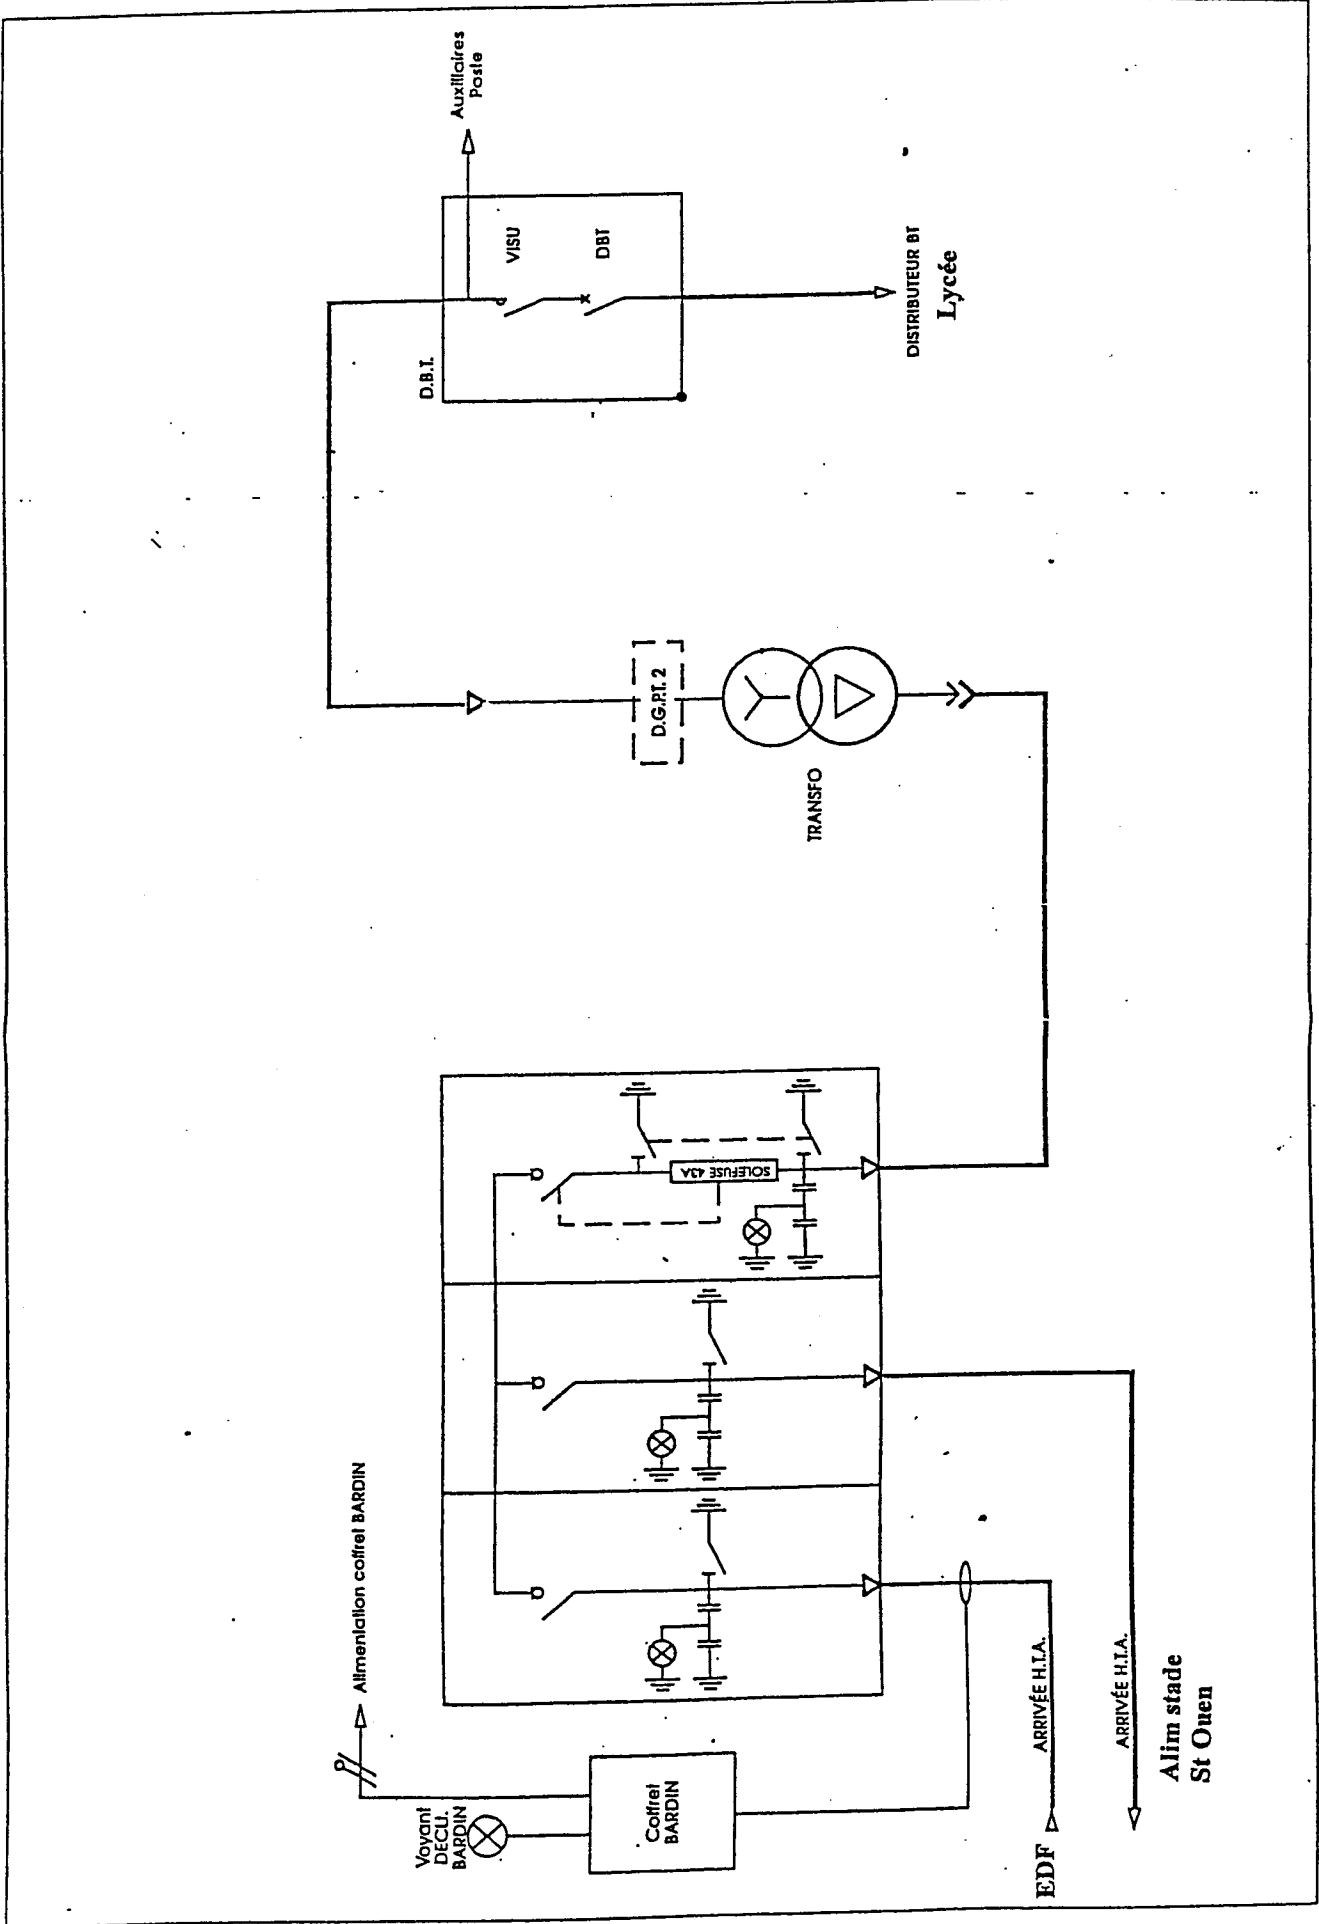 Auxiliaires
Poste
D.B.T.
VISU
DBT
DISTRIBUTEUR BT
Lycée
D.G.P.T. 2
TRANSFO
SOLEFUSE 43A
Alimentation coffret BARDIN
Voyant
DECLI.
BARDIN
Coffret
BARDIN
ARRIVÉE H.T.A.
EDF
ARRIVÉE H.T.A.
Alim stade
St Ouen